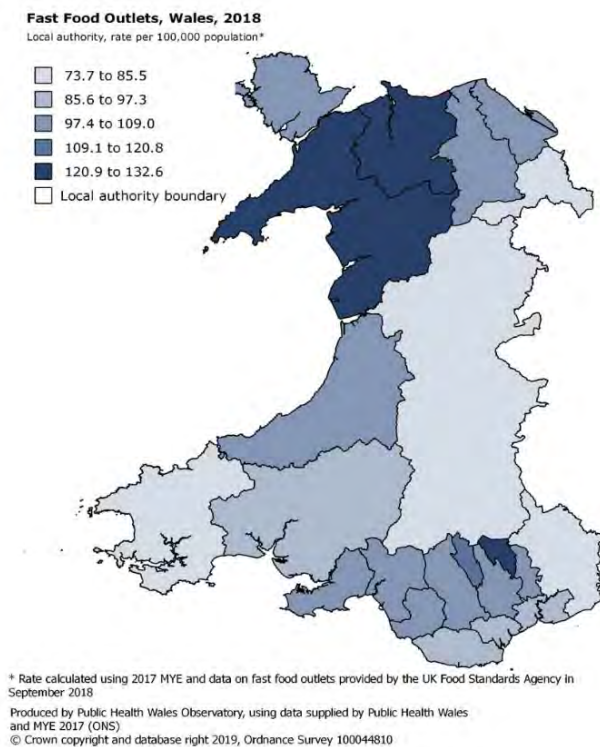 Fast Food Outlets, Wales, 2018
Local authority, rate per 100,000 population*
73.7 to 85.5
85.6 to 97.3
97.4 to 109.0
109.1 to 120.8
120.9 to 132.6
Local authority boundary
* Rate calculated using 2017 MYE and data on fast food outlets provided by the UK Food Standards Agency in
September 2018
Produced by Public Health Wales Observatory, using data supplied by Public Health Wales
and MYE 2017 (ONS)
© Crown copyright and database right 2019, Ordnance Survey 100044810